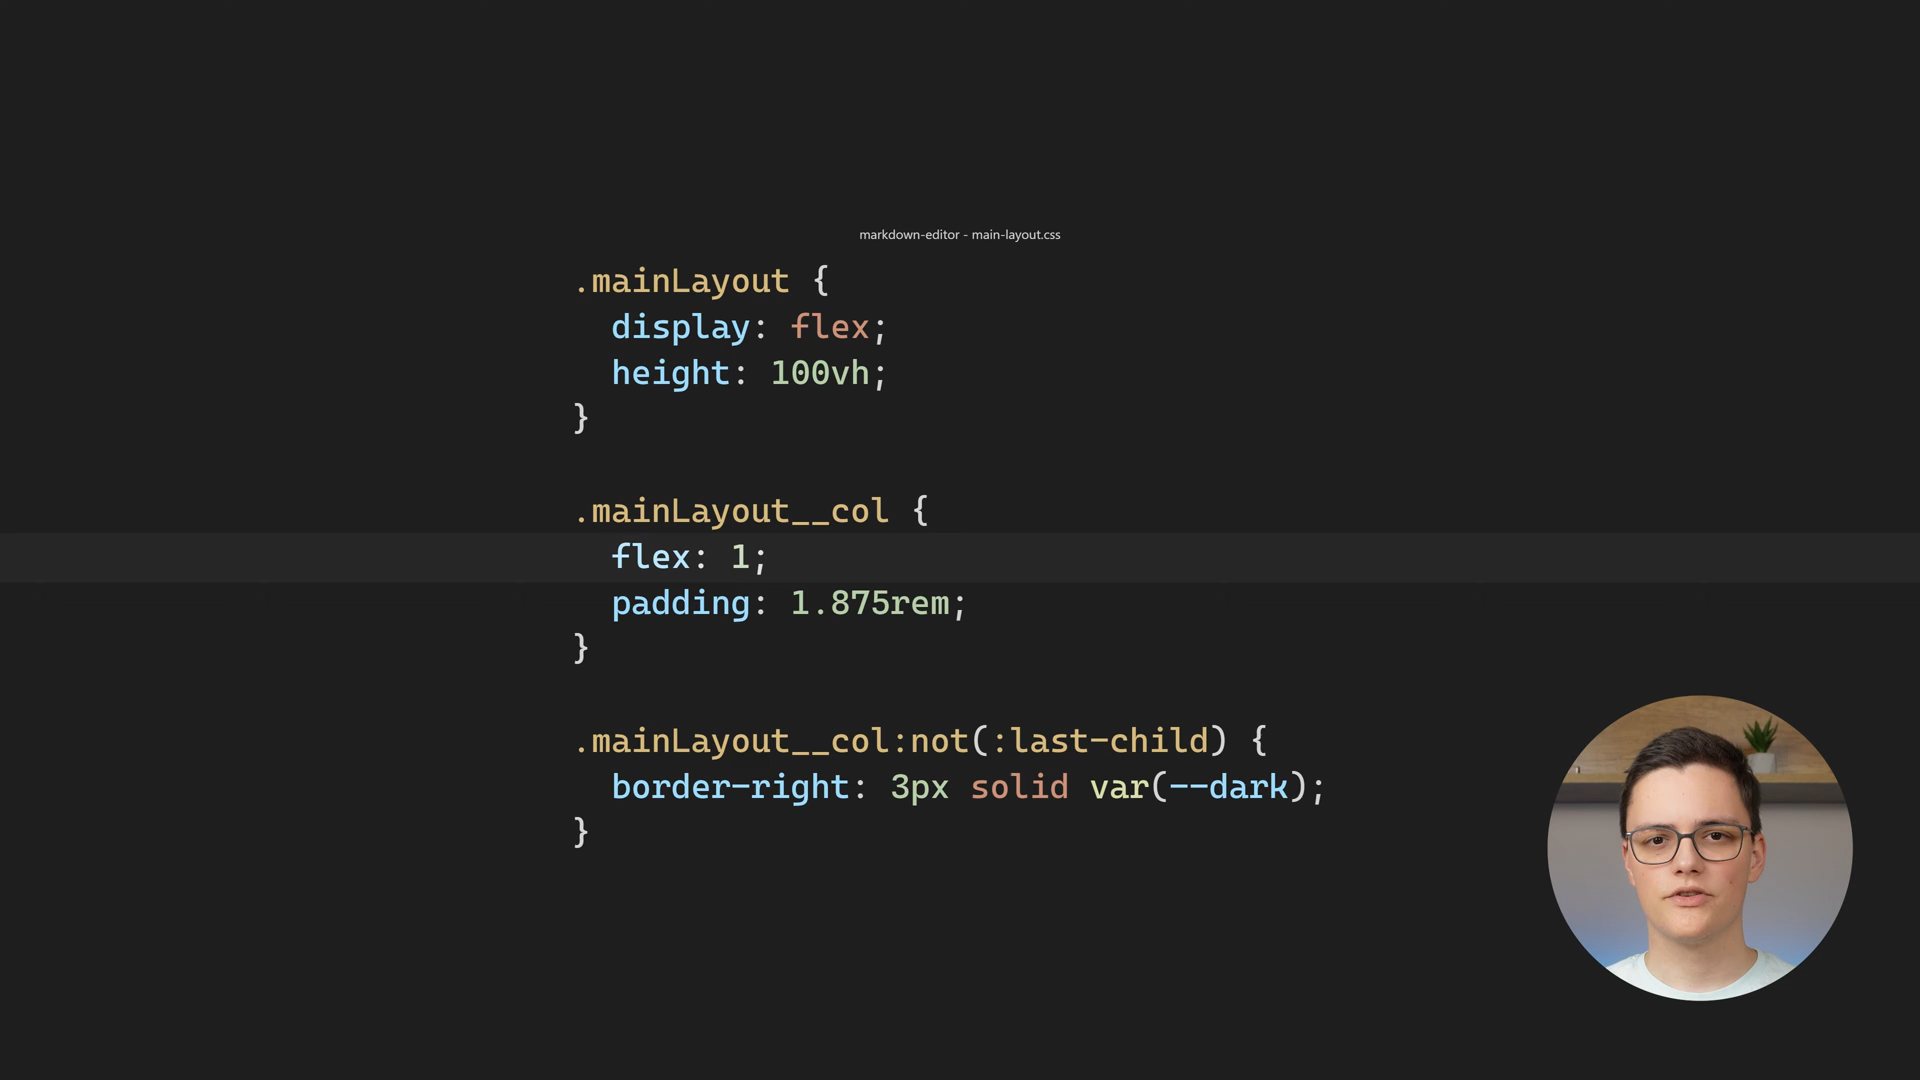 markdown-editor - main-layout.css
.mainLayout {
  display: flex;
  height: 100vh;
}
.mainLayout__col {
  flex: 1;
  padding: 1.875rem;
}
.mainLayout__col:not(:last-child) {
  border-right: 3px solid var(--dark);
}